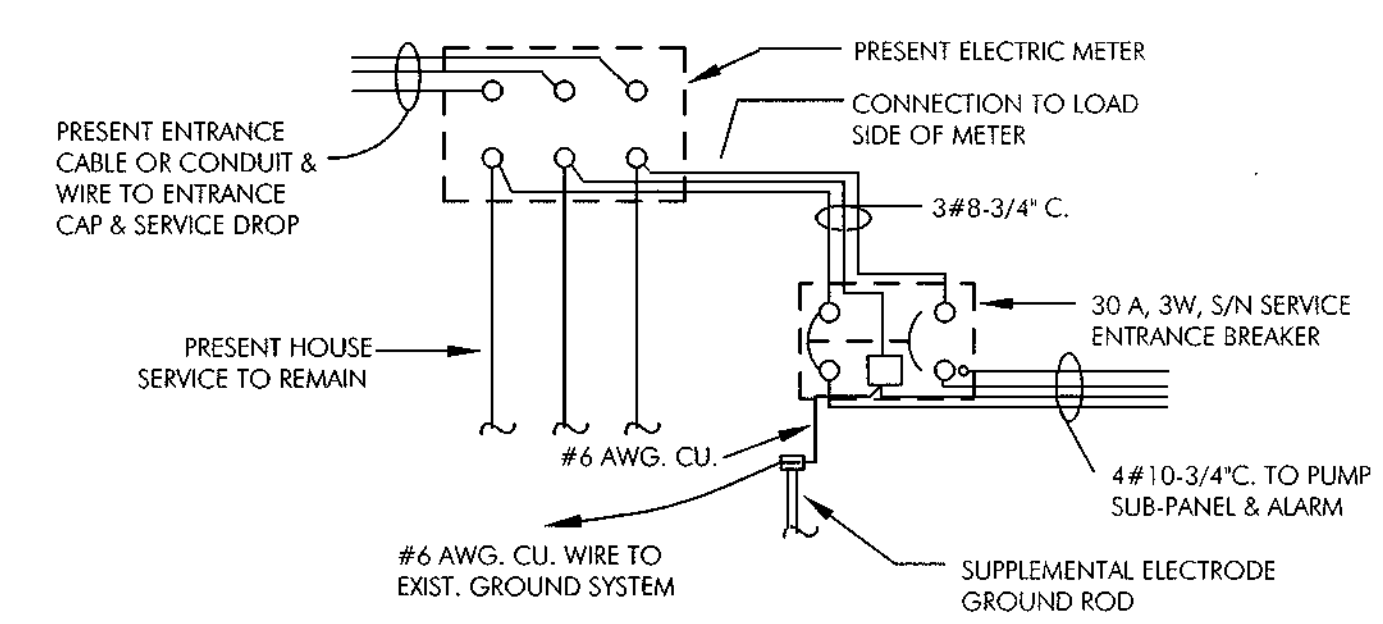 PRESENT ELECTRIC METER
CONNECTION TO LOAD
SIDE OF METER
PRESENT ENTRANCE
CABLE OR CONDUIT &
WIRE TO ENTRANCE
CAP & SERVICE DROP
3#8-3/4" C.
30 A, 3W, S/N SERVICE
ENTRANCE BREAKER
PRESENT HOUSE
SERVICE TO REMAIN
#6 AWG. CU.
4#10-3/4"C. TO PUMP
SUB-PANEL & ALARM
#6 AWG. CU. WIRE TO
EXIST. GROUND SYSTEM
SUPPLEMENTAL ELECTRODE
GROUND ROD